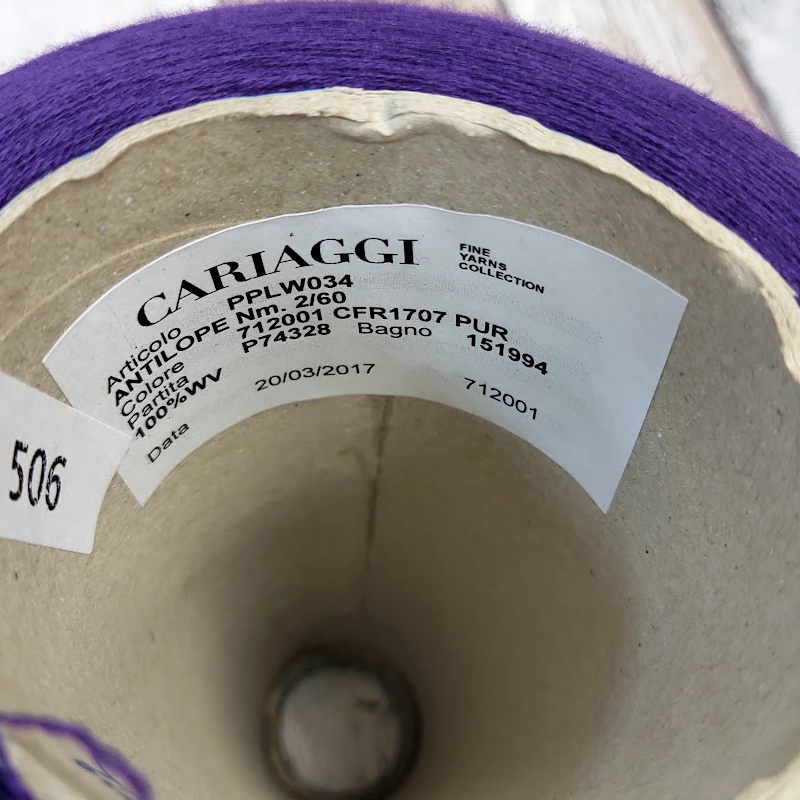 CARIAGGI
FINE
YARNS
COLLECTION
Articolo PPLW034
ANTILOPE Nm. 2/60
Colore 712001 CFR1707 PUR
Partita P74328 Bagno 151994
100%WV
Data 20/03/2017 712001
506